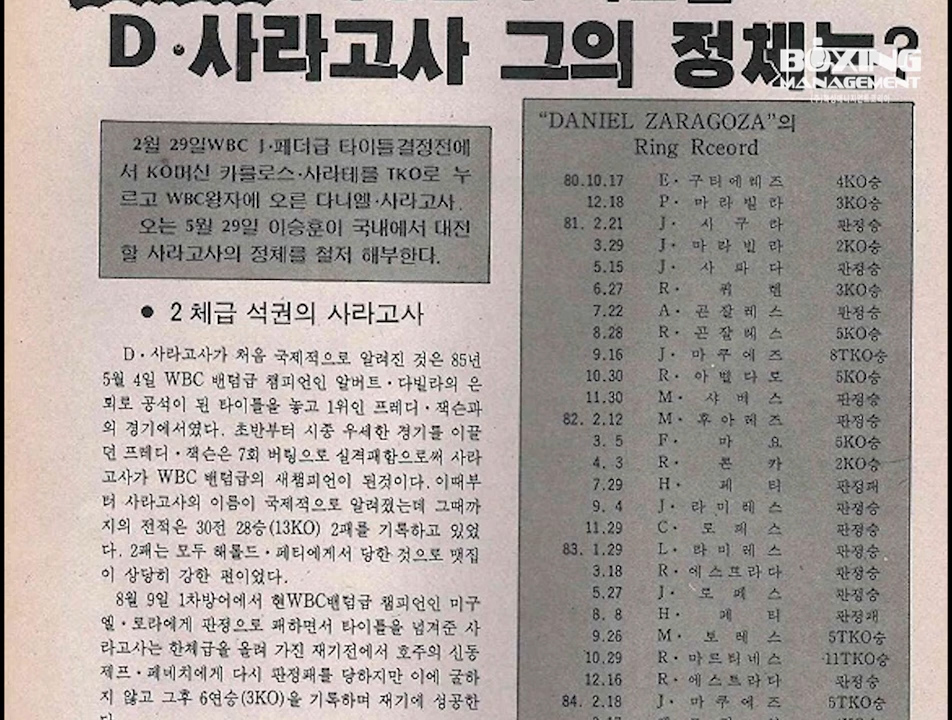 D·사라고사 그의 정체는?
BOXING
MANAGEMENT
2월 29일WBC J·페더급 타이틀결정전에
서 KO머신 카를로스·사라테를 TKO로 누
르고 WBC왕자에 오른 다니엘·사라고사.
오는 5월 29일 이승훈이 국내에서 대전
할 사라고사의 정체를 철저 해부한다.
● 2체급 석권의 사라고사
D·사라고사가 처음 국제적으로 알려진 것은 85년
5월 4일 WBC 밴텀급 챔피언인 알버트·다빌라의 은
퇴로 공석이 된 타이틀을 놓고 1위인 프레디·잭슨과
의 경기에서였다. 초반부터 시종 우세한 경기를 이끌
던 프레디·잭슨은 7회 버팅으로 실격패함으로써 사라
고사가 WBC 밴텀급의 새챔피언이 된것이다. 이때부
터 사라고사의 이름이 국제적으로 알려졌는데 그때까
지의 전적은 30전 28승(13KO) 2패를 기록하고 있었
다. 2패는 모두 해롤드·페티에게서 당한 것으로 맷집
이 상당히 강한 편이었다.
8월 9일 1차방어에서 현WBC밴텀급 챔피언인 미구
엘·로라에게 판정으로 패하면서 타이틀을 넘겨준 사
라고사는 한체급을 올려 가진 재기전에서 호주의 신동
제프·페네치에게 다시 판정패를 당하지만 이에 굴하
지 않고 그후 6연승(3KO)을 기록하며 재기에 성공한
다.
“DANIEL ZARAGOZA”의
Ring Rceord
80.10.17 E·구티에레즈 4KO승
12.18 P·마라빌라 3KO승
81. 2.21 J·시구라 판정승
3.29 J·마라빌라 2KO승
5.15 J·사파다 판정승
6.27 R·퀴렌 3KO승
7.22 A·곤잘레스 판정승
8.28 R·곤잘레스 5KO승
9.16 J·마쿠에즈 8TKO승
10.30 R·아벨다로 5KO승
11.30 M·샤베스 판정승
82. 2.12 M·후아레즈 판정승
3. 5 F·마요 5KO승
4. 3 R·론카 2KO승
7.29 H·페티 판정패
9. 4 J·라미레스 판정승
11.29 C·로페스 판정승
83. 1.29 L·라미레스 판정승
3.18 R·에스프라다 판정승
5.27 J·로페스 판정승
8. 8 H·페티 판정패
9.26 M·토레스 5TKO승
10.29 R·마르티네스 11TKO승
12.16 R·에스트라다 판정승
84. 2.18 J·마쿠에즈 5TKO승